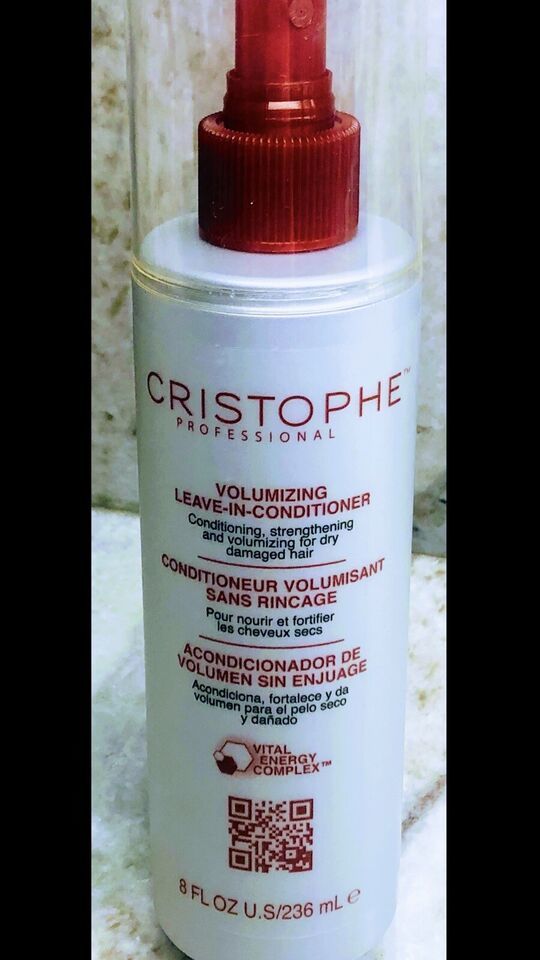 CRISTOPHE™
PROFESSIONAL
VOLUMIZING
LEAVE-IN-CONDITIONER
Conditioning, strengthening
and volumizing for dry
damaged hair
CONDITIONEUR VOLUMISANT
SANS RINCAGE
Pour nourir et fortifier
les cheveux secs
ACONDICIONADOR DE
VOLUMEN SIN ENJUAGE
Acondiciona, fortalece y da
volumen para el pelo seco
y dañado
VITAL
ENERGY
COMPLEX™
8 FL OZ U.S/236 mL ℮